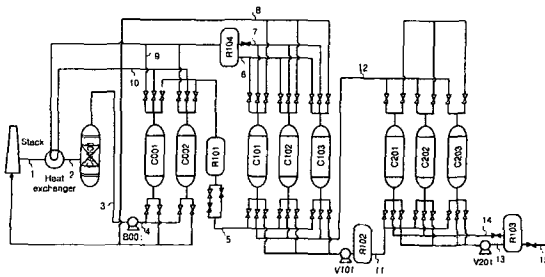 8
7
R104
6
9
10
12
Stack
1
Heat
exchanger
2
3
4
B001
C001
C002
R101
5
C101
C102
C103
V101
R102
11
C201
C202
C203
14
R103
V201
13